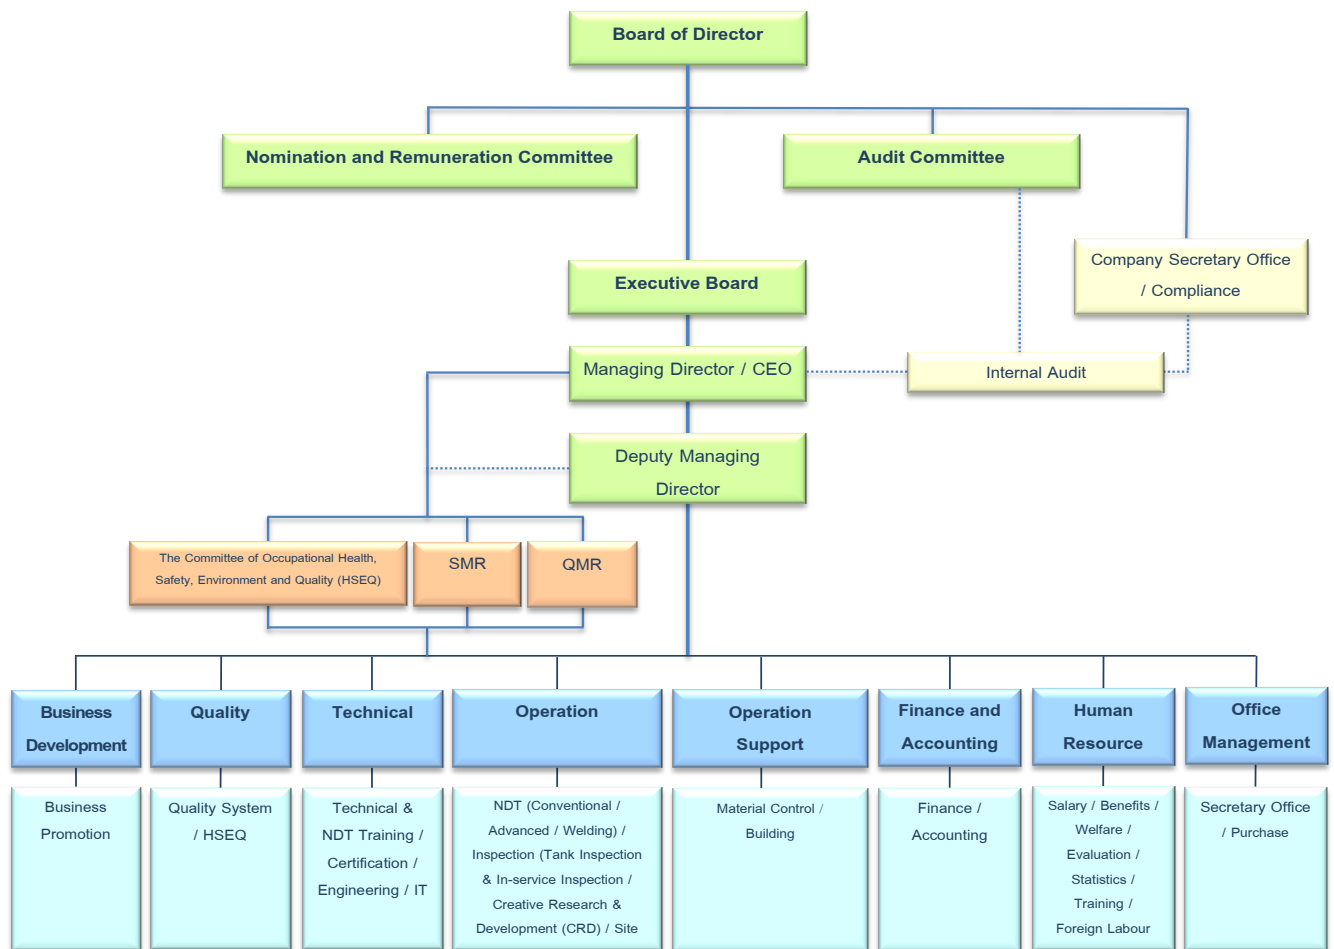 Board of Director
Nomination and Remuneration Committee
Audit Committee
Company Secretary Office
/ Compliance
Executive Board
Managing Director / CEO
Internal Audit
Deputy Managing
Director
The Committee of Occupational Health,
Safety, Environment and Quality (HSEQ)
SMR
QMR
Business
Development
Quality
Technical
Operation
Operation
Support
Finance and
Accounting
Human
Resource
Office
Management
Business
Promotion
Quality System
/ HSEQ
Technical &
NDT Training /
Certification /
Engineering / IT
NDT (Conventional /
Advanced / Welding) /
Inspection (Tank Inspection
& In-service Inspection /
Creative Research &
Development (CRD) / Site
Material Control /
Building
Finance /
Accounting
Salary / Benefits /
Welfare /
Evaluation /
Statistics /
Training /
Foreign Labour
Secretary Office
/ Purchase